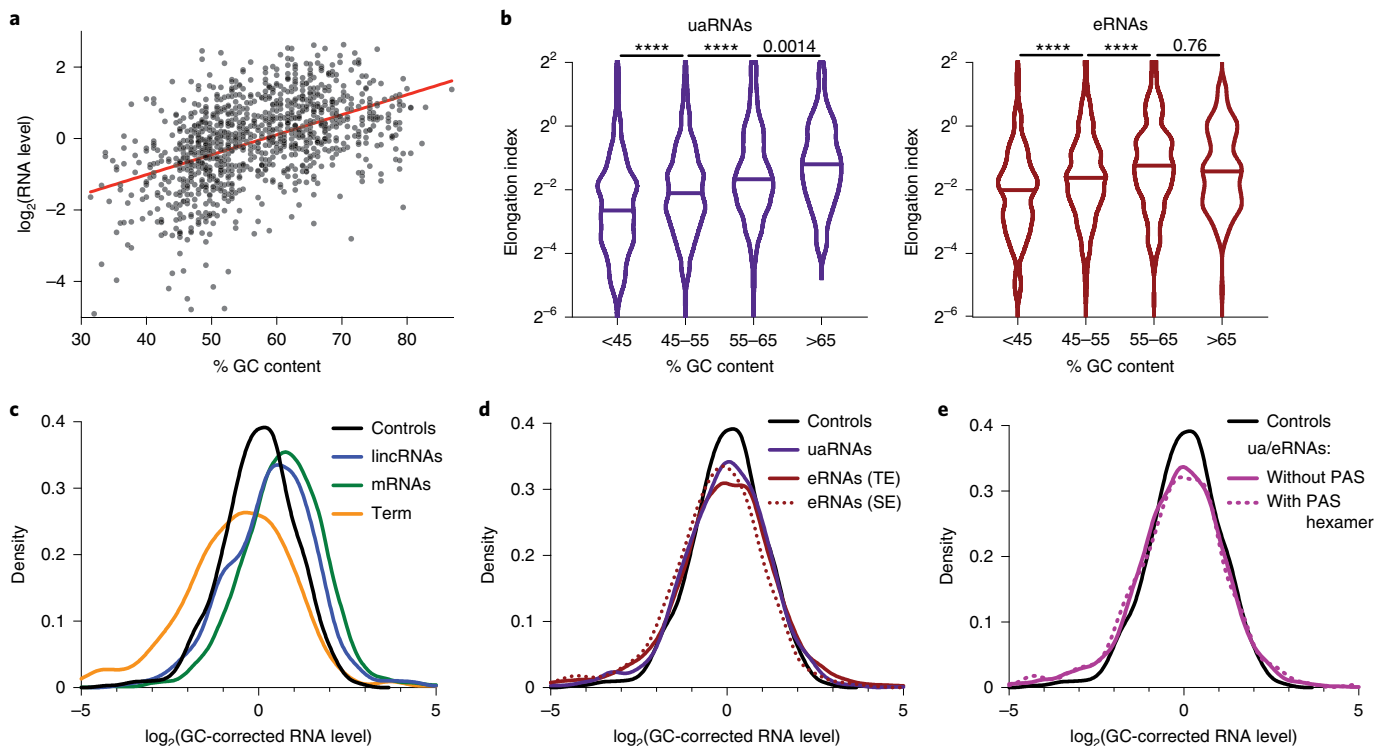 a
log2(RNA level)
2
0
−2
−4
30 40 50 60 70 80
% GC content
b
uaRNAs
**** **** 0.0014
Elongation index
2^2
2^0
2^−2
2^−4
2^−6
<45 45–55 55–65 >65
% GC content
eRNAs
**** **** 0.76
Elongation index
2^2
2^0
2^−2
2^−4
2^−6
<45 45–55 55–65 >65
% GC content
c
Density
0.4
0.3
0.2
0.1
0
−5 0 5
log2(GC-corrected RNA level)
Controls
lincRNAs
mRNAs
Term
d
Density
0.4
0.3
0.2
0.1
0
−5 0 5
log2(GC-corrected RNA level)
Controls
uaRNAs
eRNAs (TE)
eRNAs (SE)
e
Density
0.4
0.3
0.2
0.1
0
−5 0 5
log2(GC-corrected RNA level)
Controls
ua/eRNAs:
Without PAS
With PAS
hexamer